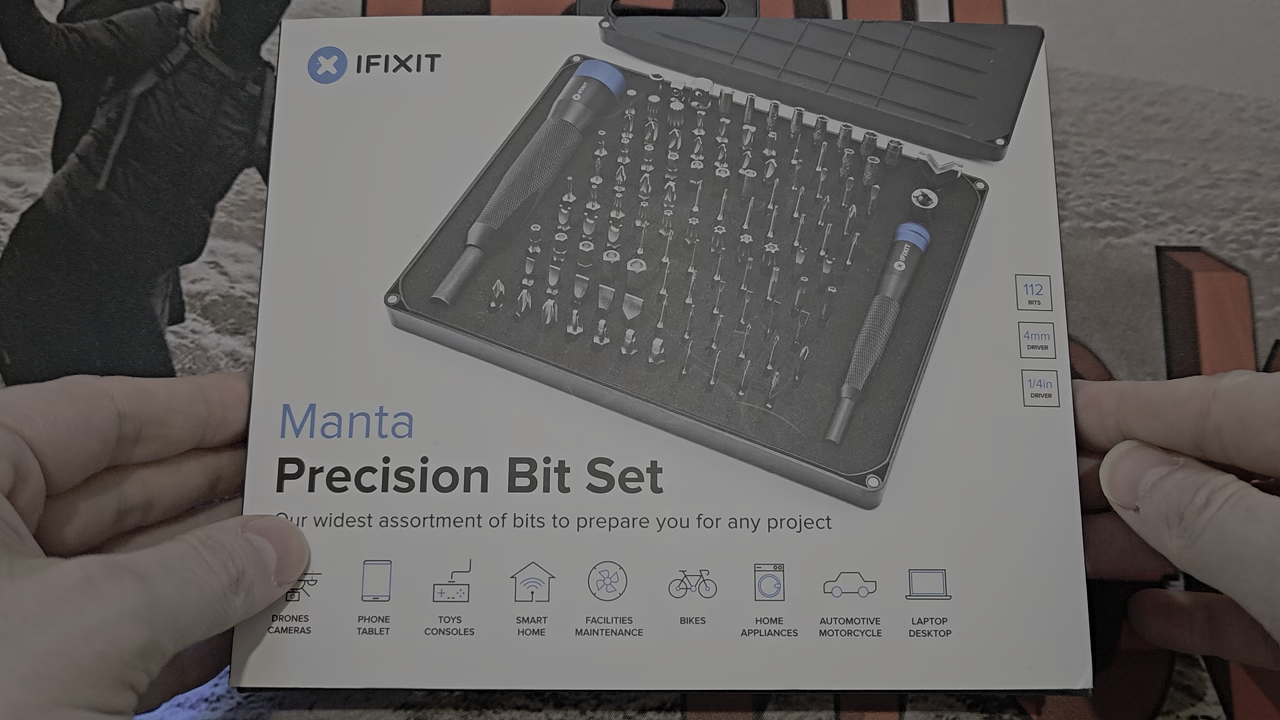 IFIXIT
IFIXIT
IFIXIT
112
BITS
4mm
DRIVER
1/4in
DRIVER
Manta
Precision Bit Set
Our widest assortment of bits to prepare you for any project
DRONES
CAMERAS
PHONE
TABLET
TOYS
CONSOLES
SMART
HOME
FACILITIES
MAINTENANCE
BIKES
HOME
APPLIANCES
AUTOMOTIVE
MOTORCYCLE
LAPTOP
DESKTOP